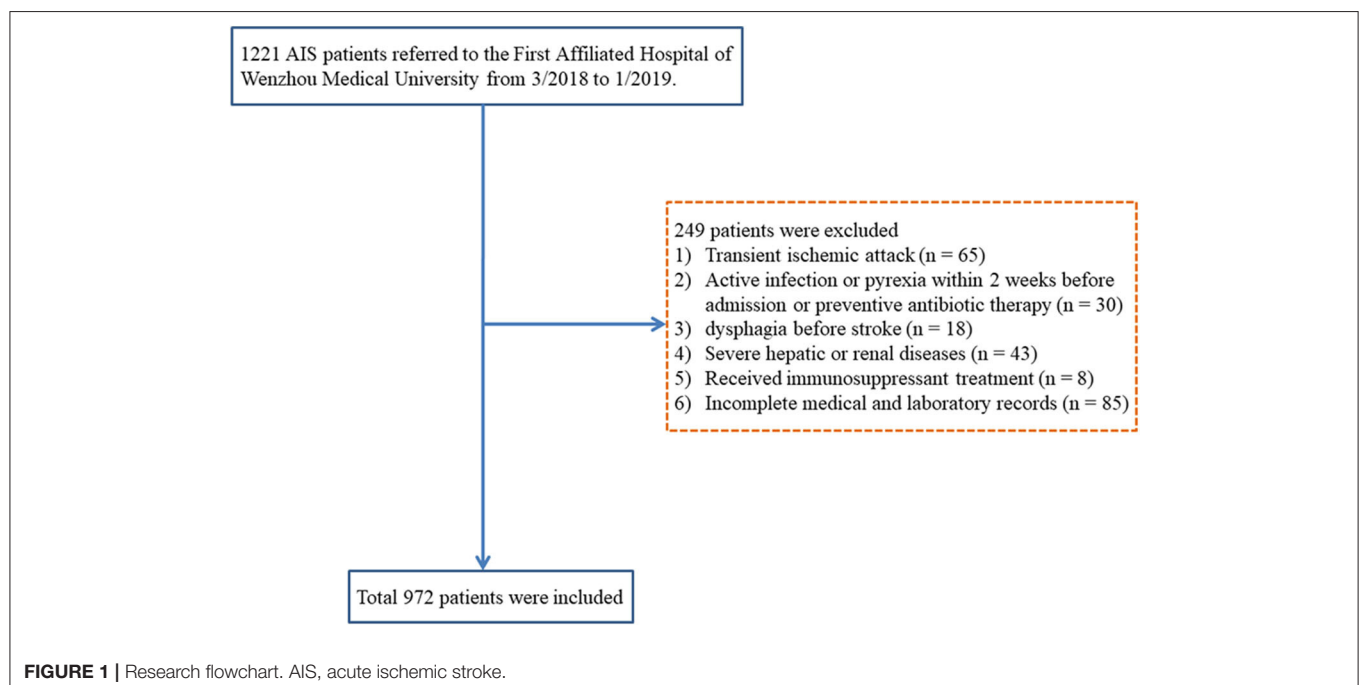 1221 AIS patients referred to the First Affiliated Hospital of
Wenzhou Medical University from 3/2018 to 1/2019.
249 patients were excluded
1) Transient ischemic attack (n = 65)
2) Active infection or pyrexia within 2 weeks before
admission or preventive antibiotic therapy (n = 30)
3) dysphagia before stroke (n = 18)
4) Severe hepatic or renal diseases (n = 43)
5) Received immunosuppressant treatment (n = 8)
6) Incomplete medical and laboratory records (n = 85)
Total 972 patients were included
FIGURE 1 | Research flowchart. AIS, acute ischemic stroke.